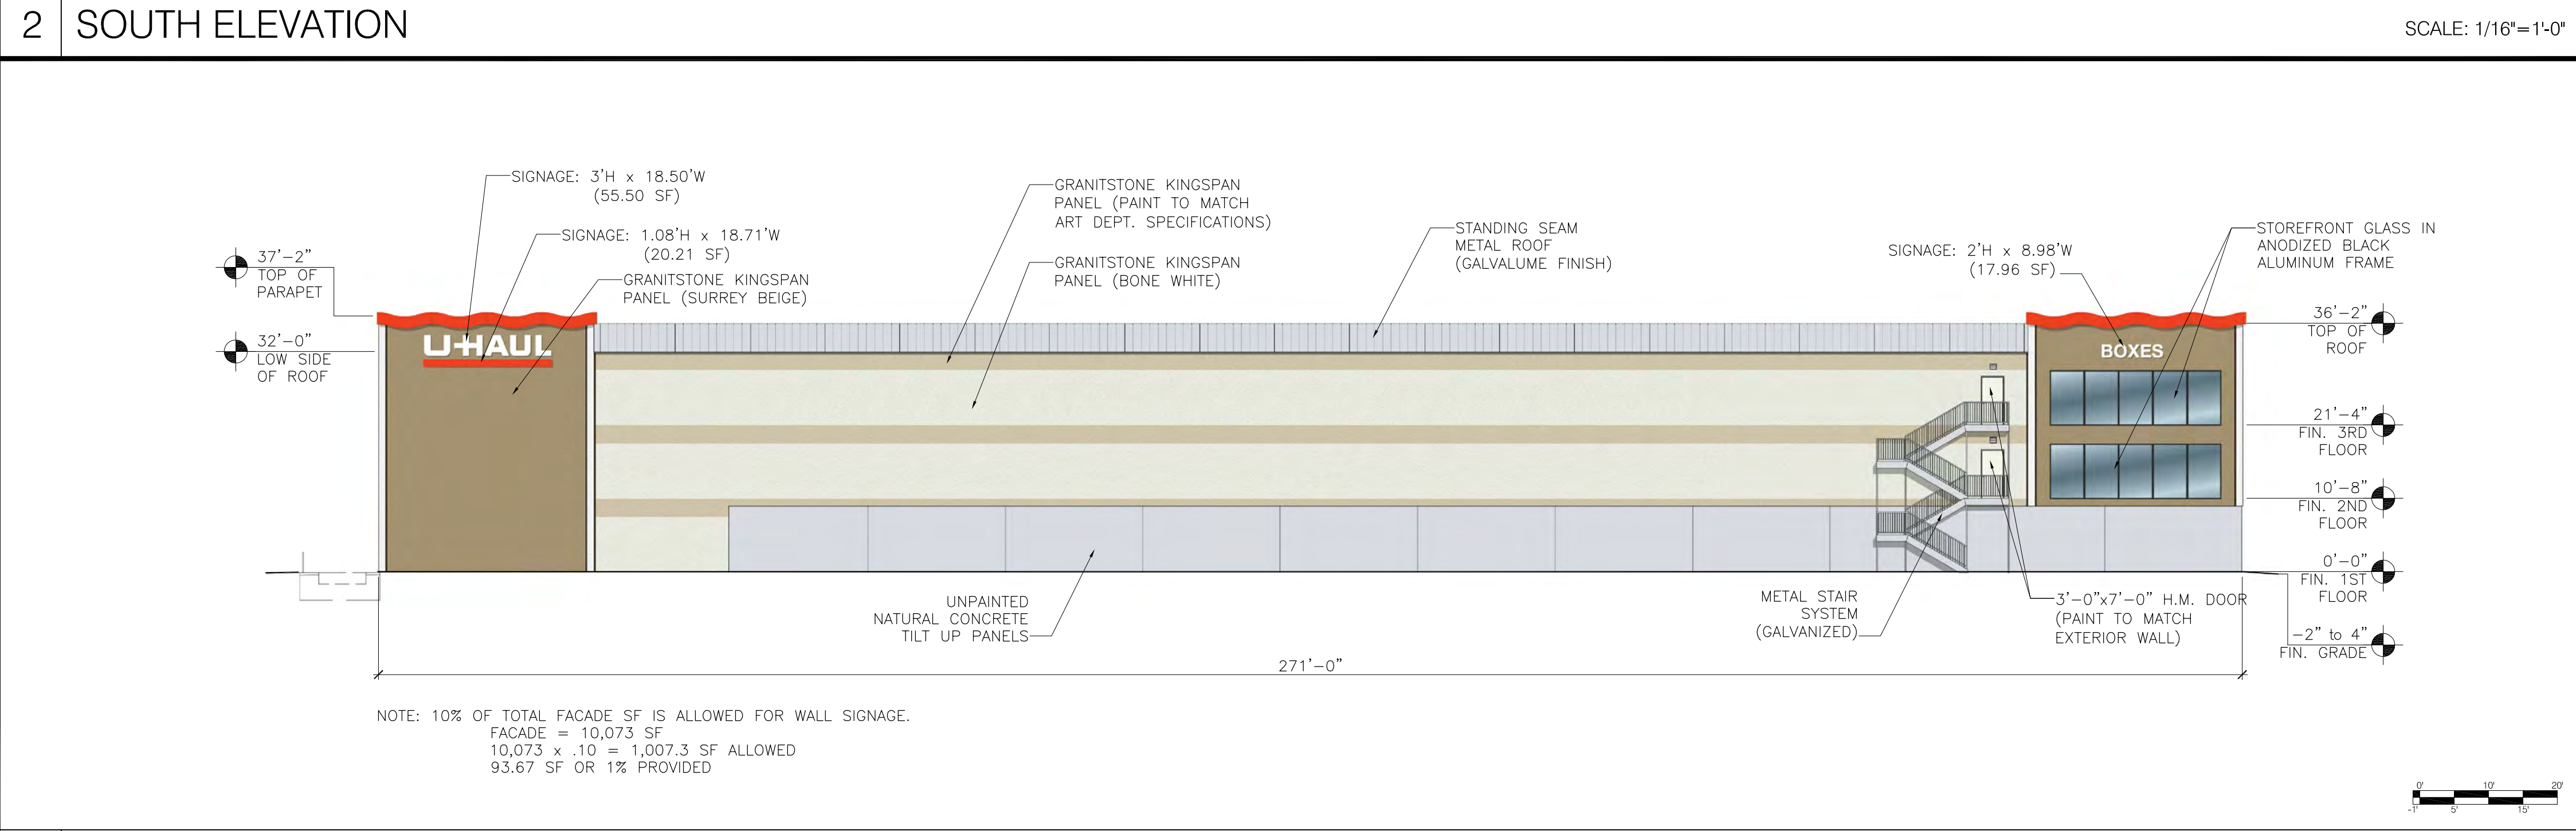 2 SOUTH ELEVATION
SCALE: 1/16"=1'-0"
SIGNAGE: 3'H x 18.50'W
(55.50 SF)
SIGNAGE: 1.08'H x 18.71'W
(20.21 SF)
GRANITSTONE KINGSPAN
PANEL (SURREY BEIGE)
GRANITSTONE KINGSPAN
PANEL (PAINT TO MATCH
ART DEPT. SPECIFICATIONS)
GRANITSTONE KINGSPAN
PANEL (BONE WHITE)
STANDING SEAM
METAL ROOF
(GALVALUME FINISH)
SIGNAGE: 2'H x 8.98'W
(17.96 SF)
STOREFRONT GLASS IN
ANODIZED BLACK
ALUMINUM FRAME
37'-2"
TOP OF
PARAPET
32'-0"
LOW SIDE
OF ROOF
U-HAUL
BOXES
36'-2"
TOP OF
ROOF
21'-4"
FIN. 3RD
FLOOR
10'-8"
FIN. 2ND
FLOOR
0'-0"
FIN. 1ST
FLOOR
-2" to 4"
FIN. GRADE
UNPAINTED
NATURAL CONCRETE
TILT UP PANELS
METAL STAIR
SYSTEM
(GALVANIZED)
3'-0"x7'-0" H.M. DOOR
(PAINT TO MATCH
EXTERIOR WALL)
271'-0"
NOTE: 10% OF TOTAL FACADE SF IS ALLOWED FOR WALL SIGNAGE.
FACADE = 10,073 SF
10,073 x .10 = 1,007.3 SF ALLOWED
93.67 SF OR 1% PROVIDED
0' 10' 20'
-1' 5' 15'